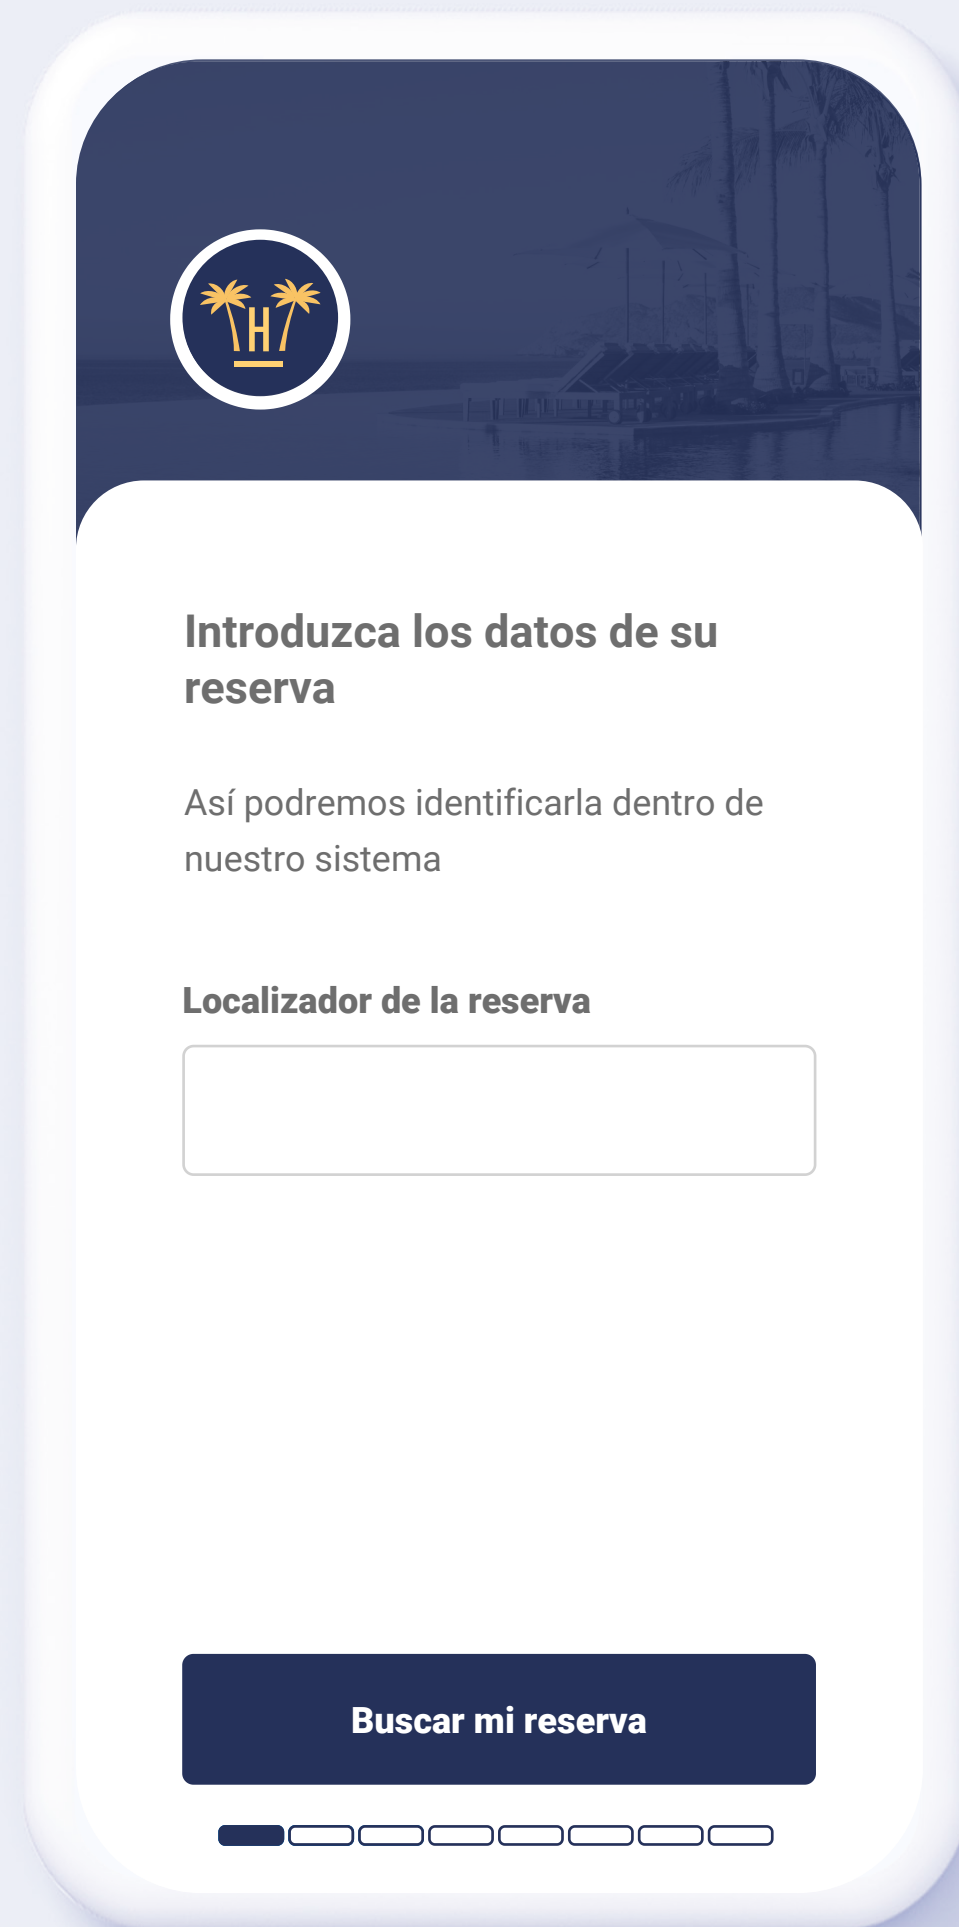 H
Introduzca los datos de su
reserva
Así podremos identificarla dentro de
nuestro sistema
Localizador de la reserva
Buscar mi reserva